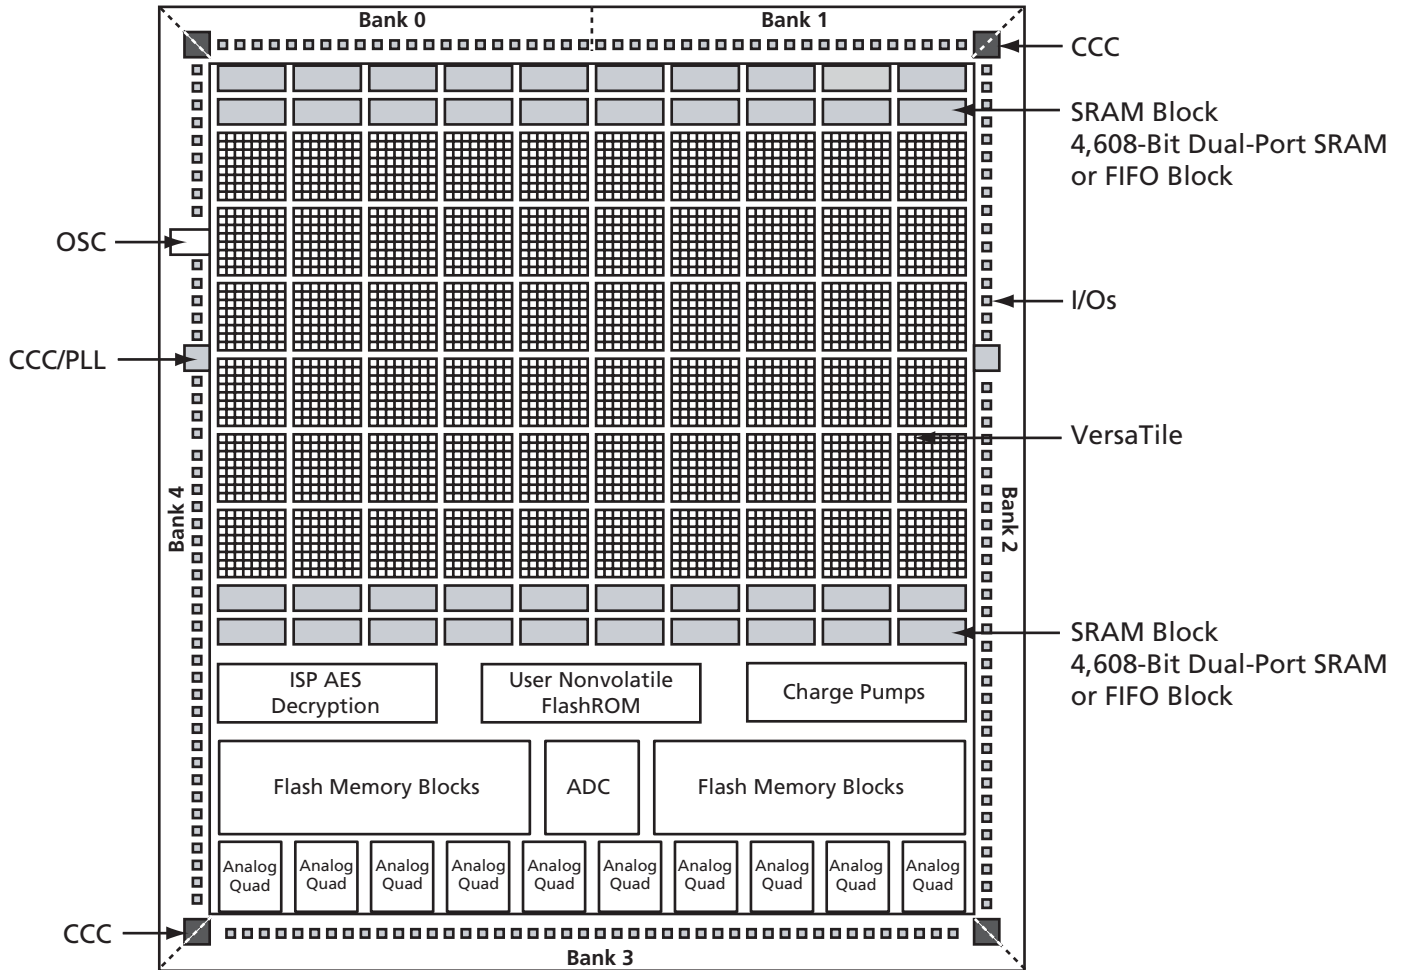 Bank 0
Bank 1
CCC
SRAM Block
4,608-Bit Dual-Port SRAM
or FIFO Block
OSC
I/Os
CCC/PLL
VersaTile
Bank 4
Bank 2
SRAM Block
4,608-Bit Dual-Port SRAM
or FIFO Block
ISP AES
Decryption
User Nonvolatile
FlashROM
Charge Pumps
Flash Memory Blocks
ADC
Flash Memory Blocks
Analog
Quad
Analog
Quad
Analog
Quad
Analog
Quad
Analog
Quad
Analog
Quad
Analog
Quad
Analog
Quad
Analog
Quad
Analog
Quad
CCC
Bank 3